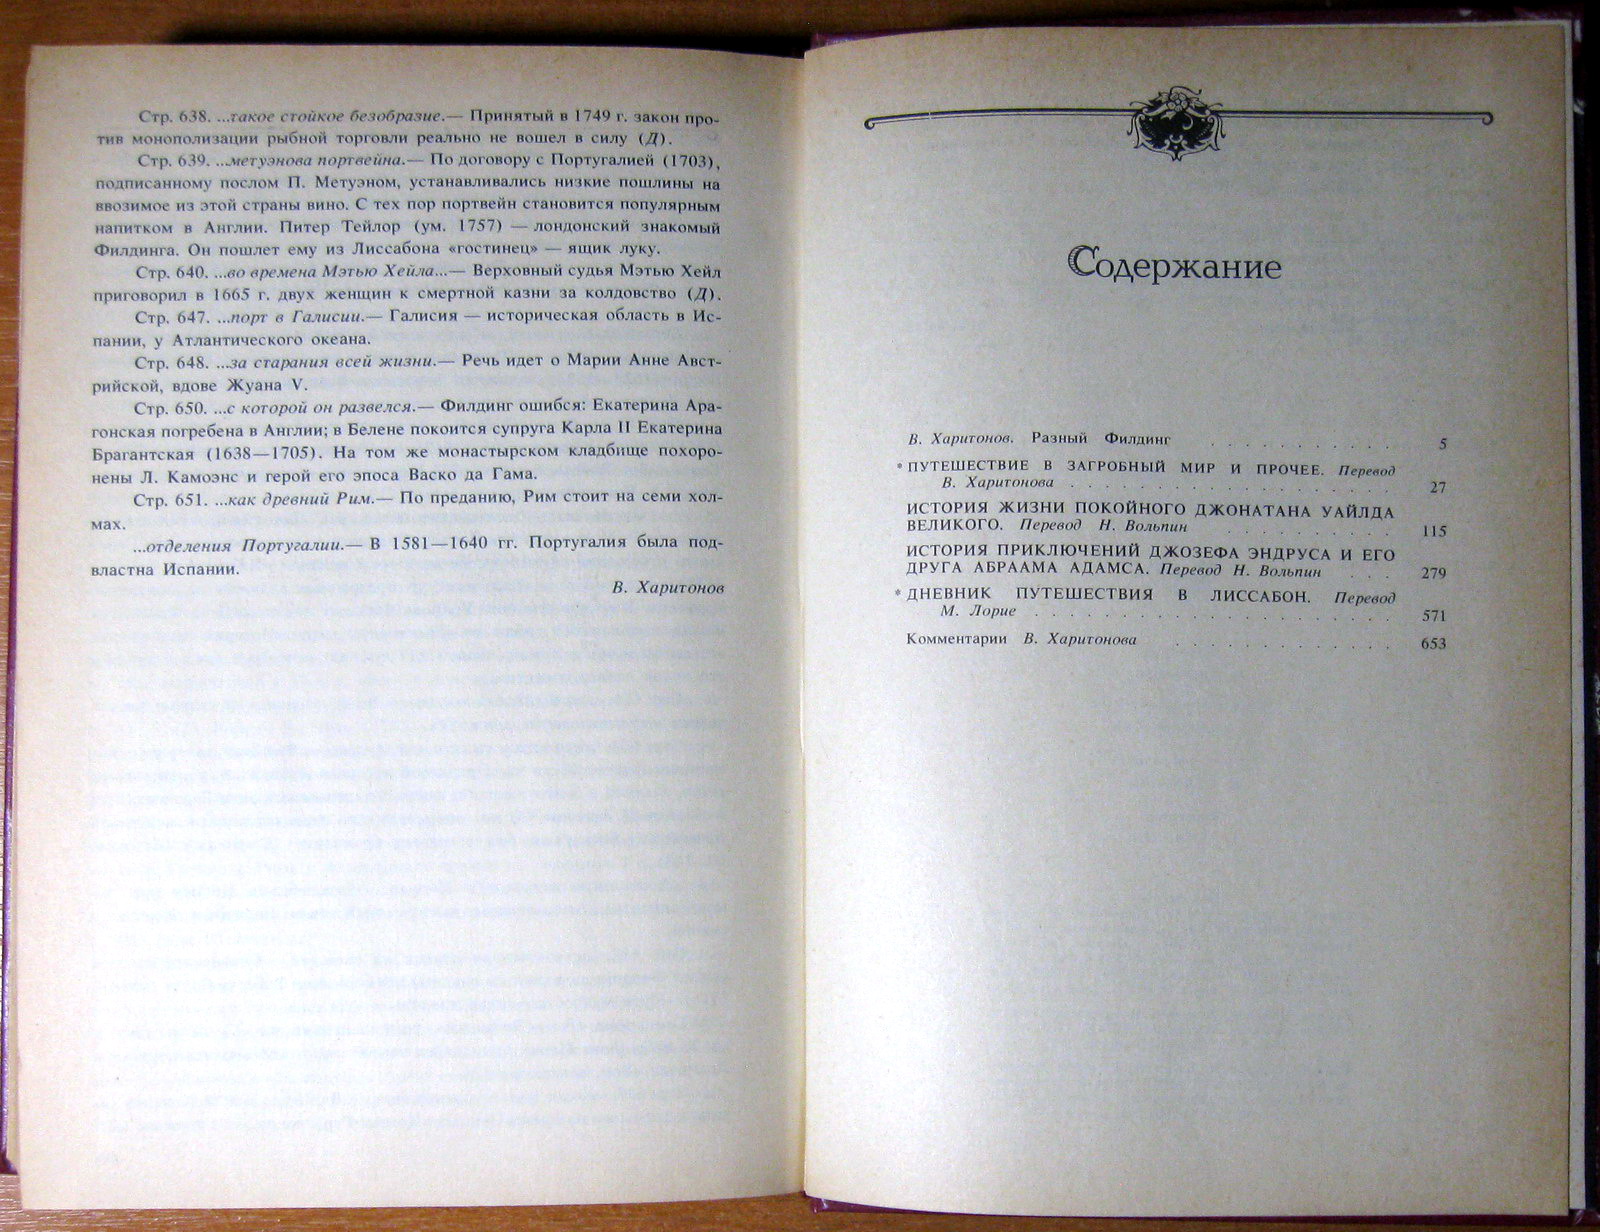 Стр. 638. ...такое стойкое безобразие.— Принятый в 1749 г. закон про-
тив монополизации рыбной торговли реально не вошел в силу (Д).
Стр. 639. ...метуэнова портвейна.— По договору с Португалией (1703),
подписанному послом П. Метуэном, устанавливались низкие пошлины на
ввозимое из этой страны вино. С тех пор портвейн становится популярным
напитком в Англии. Питер Тейлор (ум. 1757) — лондонский знакомый
Филдинга. Он пошлет ему из Лиссабона «гостинец» — ящик луку.
Стр. 640. ...во времена Мэтью Хейла...— Верховный судья Мэтью Хейл
приговорил в 1665 г. двух женщин к смертной казни за колдовство (Д).
Стр. 647. ...порт в Галисии.— Галисия — историческая область в Ис-
пании, у Атлантического океана.
Стр. 648. ...за старания всей жизни.— Речь идет о Марии Анне Авст-
рийской, вдове Жуана V.
Стр. 650. ...с которой он развелся.— Филдинг ошибся: Екатерина Ара-
гонская погребена в Англии; в Белене покоится супруга Карла II Екатерина
Брагантская (1638—1705). На том же монастырском кладбище похоро-
нены Л. Камоэнс и герой его эпоса Васко да Гама.
Стр. 651. ...как древний Рим.— По преданию, Рим стоит на семи хол-
мах.
...отделения Португалии.— В 1581—1640 гг. Португалия была под-
властна Испании.
В. Харитонов
Содержание
В. Харитонов. Разный Филдинг . . . . . . . . . . . 5
*ПУТЕШЕСТВИЕ В ЗАГРОБНЫЙ МИР И ПРОЧЕЕ. Перевод
В. Харитонова . . . . . . . . . . . . . . . . . . 27
ИСТОРИЯ ЖИЗНИ ПОКОЙНОГО ДЖОНАТАНА УАЙЛДА
ВЕЛИКОГО. Перевод Н. Вольпин . . . . . . . . . . 115
ИСТОРИЯ ПРИКЛЮЧЕНИЙ ДЖОЗЕФА ЭНДРУСА И ЕГО
ДРУГА АБРААМА АДАМСА. Перевод Н. Вольпин . . . 279
*ДНЕВНИК ПУТЕШЕСТВИЯ В ЛИССАБОН. Перевод
М. Лорие . . . . . . . . . . . . . . . . . . . . 571
Комментарии В. Харитонова . . . . . . . . . . . . 653